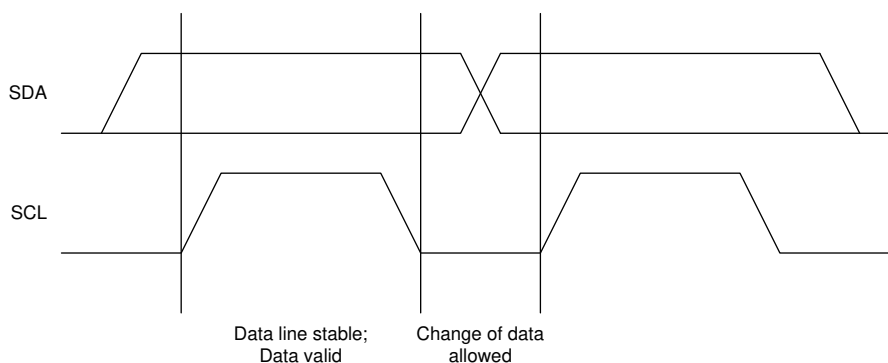 SDA
SCL
Data line stable;
Data valid
Change of data
allowed